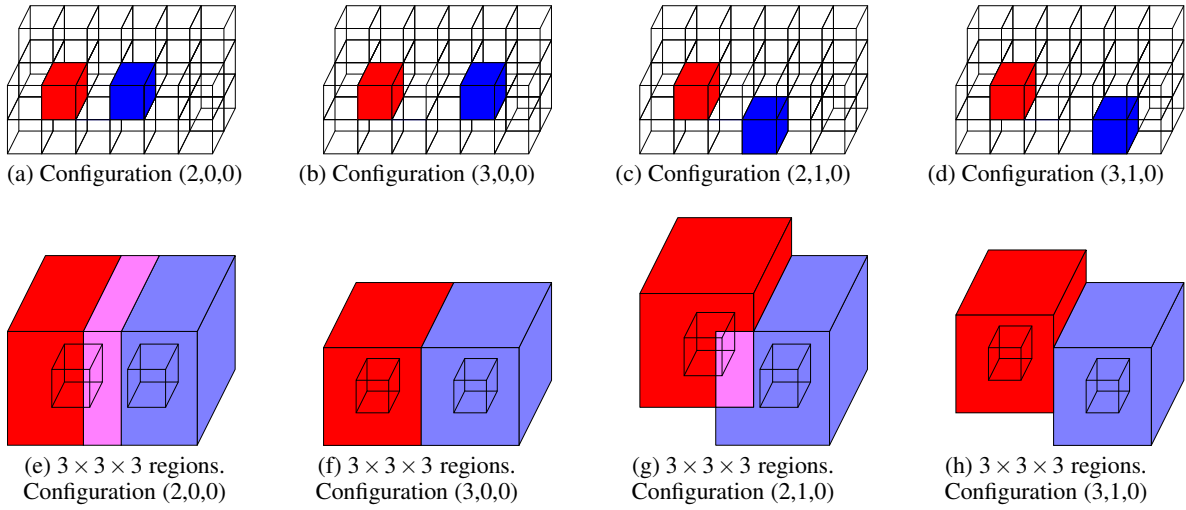 (a) Configuration (2,0,0)
(b) Configuration (3,0,0)
(c) Configuration (2,1,0)
(d) Configuration (3,1,0)
(e) 3 × 3 × 3 regions.
Configuration (2,0,0)
(f) 3 × 3 × 3 regions.
Configuration (3,0,0)
(g) 3 × 3 × 3 regions.
Configuration (2,1,0)
(h) 3 × 3 × 3 regions.
Configuration (3,1,0)